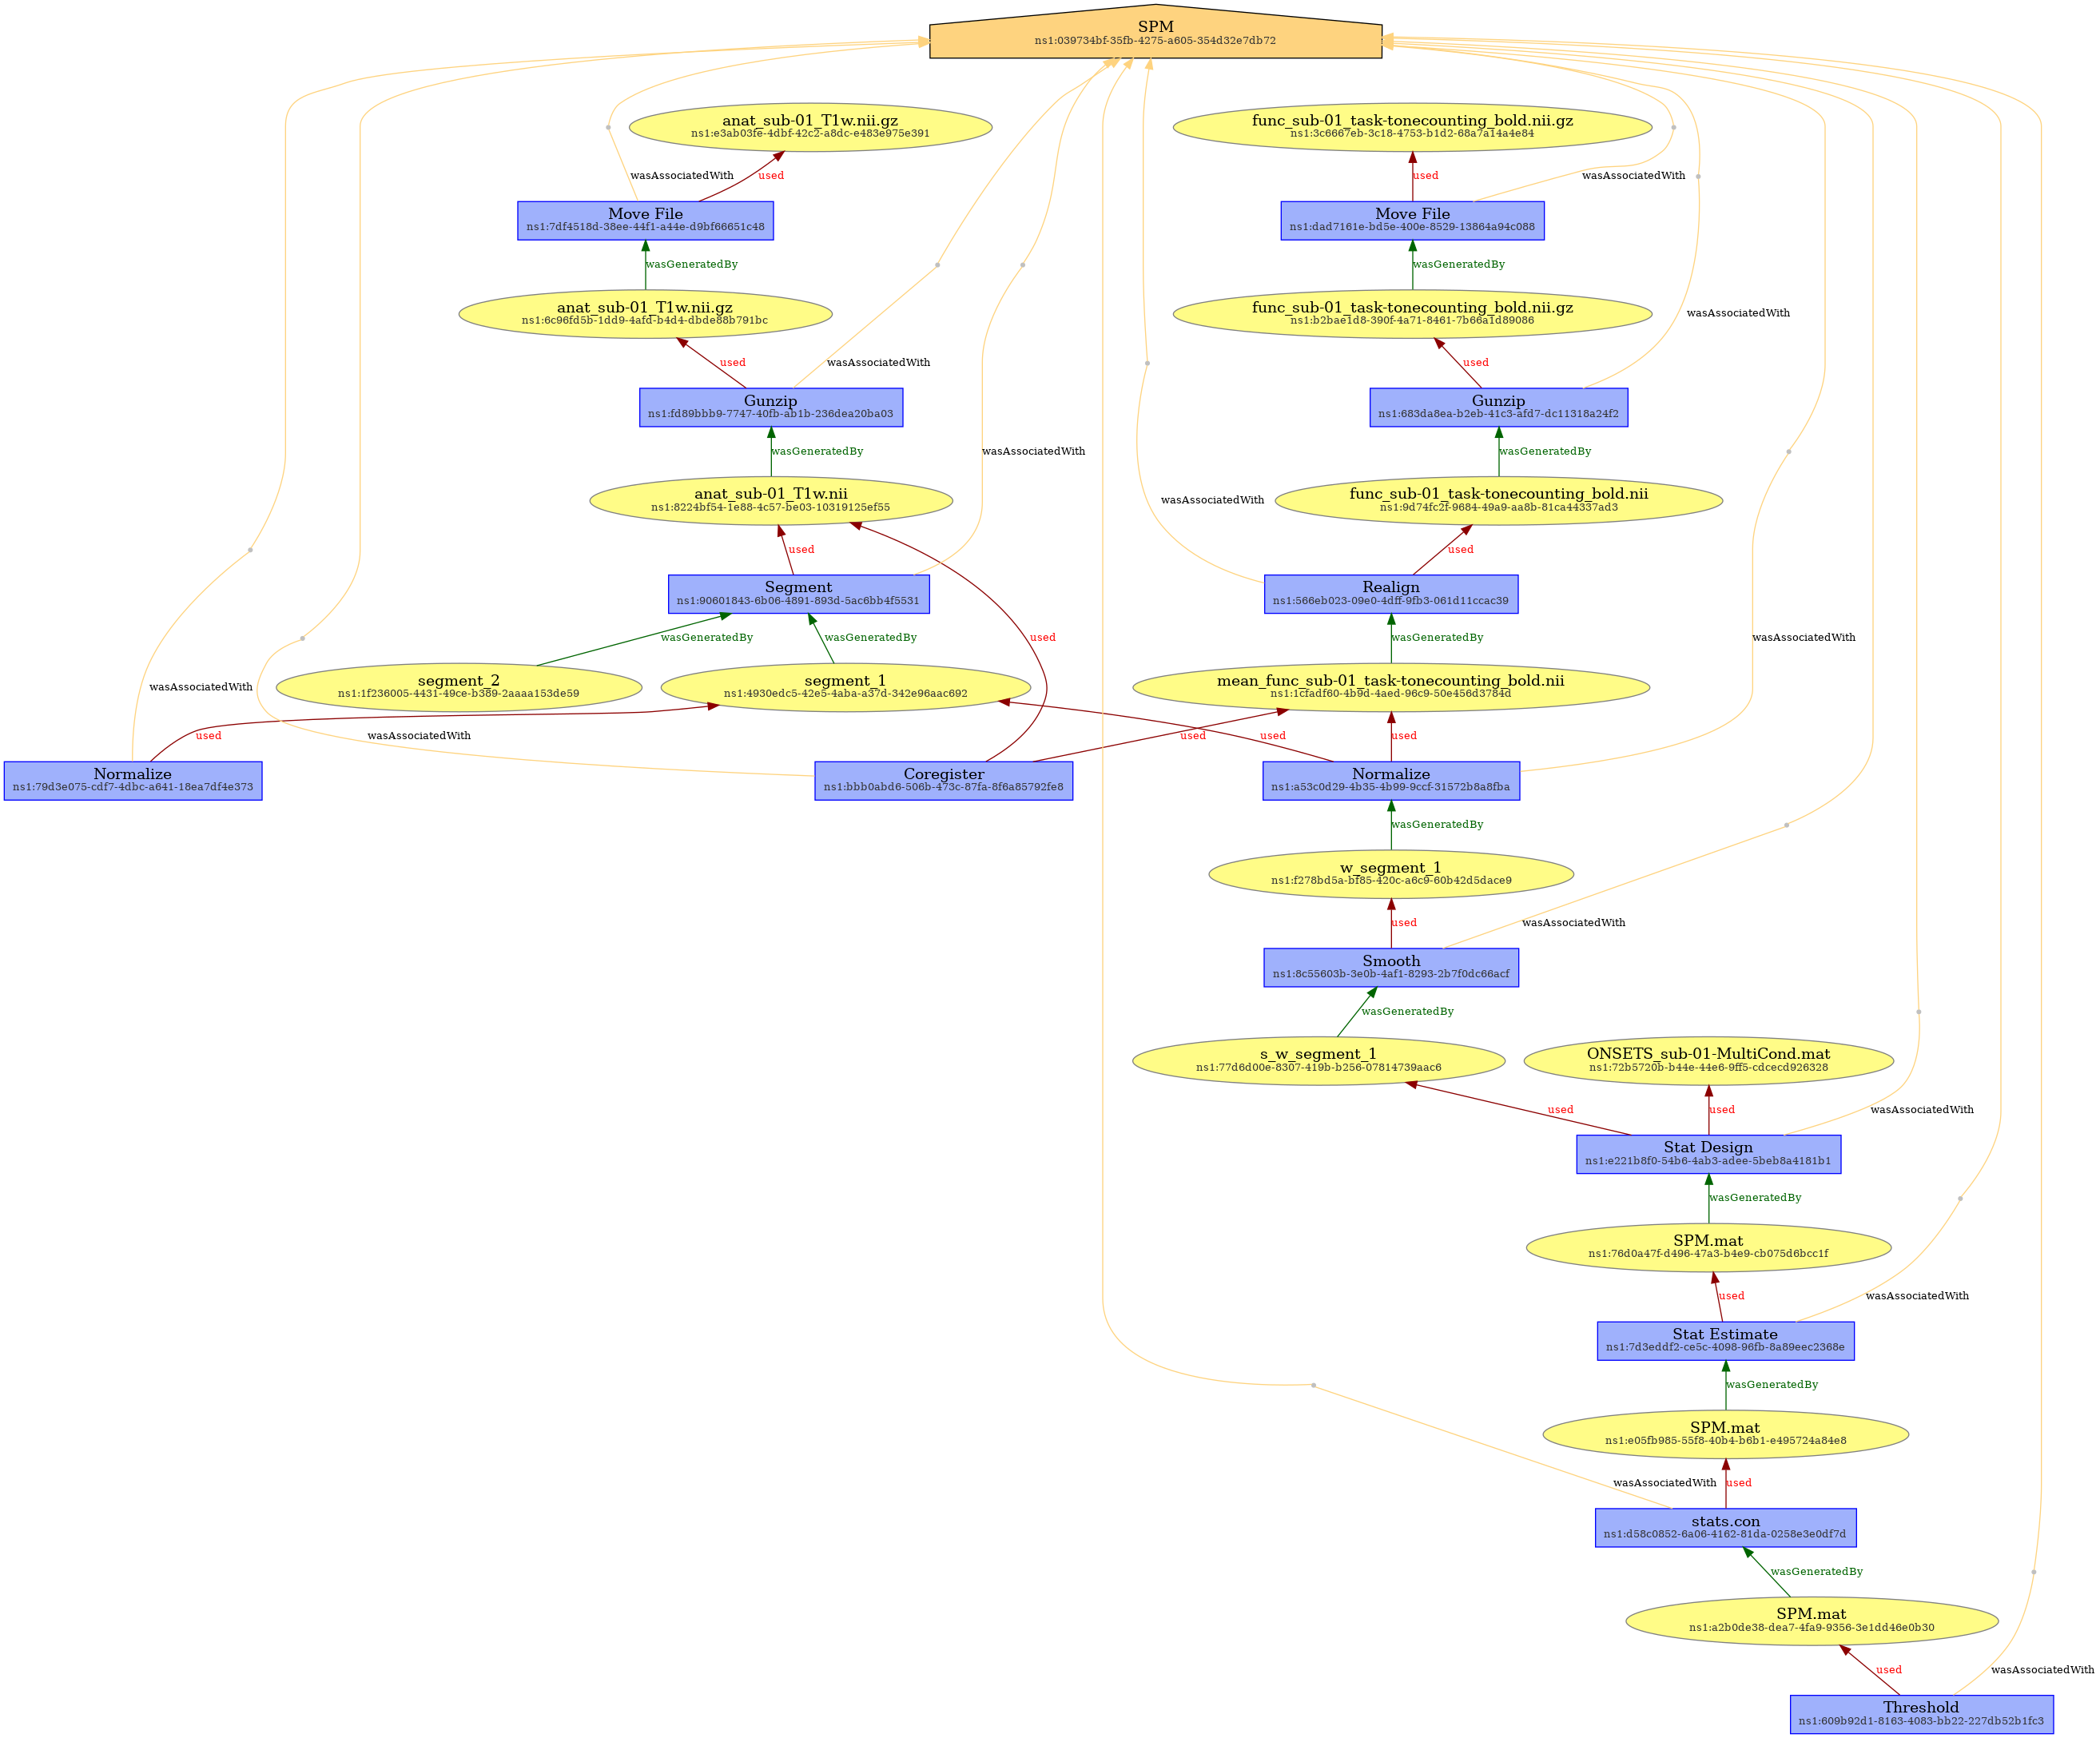 SPM
ns1:039734bf-35fb-4275-a605-354d32e7db72
anat_sub-01_T1w.nii.gz
ns1:e3ab03fe-4dbf-42c2-a8dc-e483e975e391
func_sub-01_task-tonecounting_bold.nii.gz
ns1:3c6667eb-3c18-4753-b1d2-68a7a14a4e84
wasAssociatedWith
used
used
wasAssociatedWith
Move File
ns1:7df4518d-38ee-44f1-a44e-d9bf66651c48
Move File
ns1:dad7161e-bd5e-400e-8529-13864a94c088
wasGeneratedBy
wasGeneratedBy
anat_sub-01_T1w.nii.gz
ns1:6c96fd5b-1dd9-4afd-b4d4-dbde88b791bc
func_sub-01_task-tonecounting_bold.nii.gz
ns1:b2bae1d8-390f-4a71-8461-7b66a1d89086
wasAssociatedWith
used
wasAssociatedWith
used
Gunzip
ns1:fd89bbb9-7747-40fb-ab1b-236dea20ba03
Gunzip
ns1:683da8ea-b2eb-41c3-afd7-dc11318a24f2
wasGeneratedBy
wasAssociatedWith
wasGeneratedBy
anat_sub-01_T1w.nii
ns1:8224bf54-1e88-4c57-be03-10319125ef55
func_sub-01_task-tonecounting_bold.nii
ns1:9d74fc2f-9684-49a9-aa8b-81ca44337ad3
wasAssociatedWith
used
used
Segment
ns1:90601843-6b06-4891-893d-5ac6bb4f5531
Realign
ns1:566eb023-09e0-4dff-9fb3-061d11ccac39
wasGeneratedBy
wasGeneratedBy
used
wasGeneratedBy
wasAssociatedWith
segment_2
ns1:1f236005-4431-49ce-b389-2aaaa153de59
segment_1
ns1:4930edc5-42e5-4aba-a37d-342e96aac692
mean_func_sub-01_task-tonecounting_bold.nii
ns1:1cfadf60-4b9d-4aed-96c9-50e456d3784d
wasAssociatedWith
used
wasAssociatedWith
used
used
used
Normalize
ns1:79d3e075-cdf7-4dbc-a641-18ea7df4e373
Coregister
ns1:bbb0abd6-506b-473c-87fa-8f6a85792fe8
Normalize
ns1:a53c0d29-4b35-4b99-9ccf-31572b8a8fba
wasGeneratedBy
w_segment_1
ns1:f278bd5a-bf85-420c-a6c9-60b42d5dace9
used
wasAssociatedWith
Smooth
ns1:8c55603b-3e0b-4af1-8293-2b7f0dc66acf
wasGeneratedBy
s_w_segment_1
ns1:77d6d00e-8307-419b-b256-07814739aac6
ONSETS_sub-01-MultiCond.mat
ns1:72b5720b-b44e-44e6-9ff5-cdcecd926328
used
used
wasAssociatedWith
Stat Design
ns1:e221b8f0-54b6-4ab3-adee-5beb8a4181b1
wasGeneratedBy
SPM.mat
ns1:76d0a47f-d496-47a3-b4e9-cb075d6bcc1f
used
wasAssociatedWith
Stat Estimate
ns1:7d3eddf2-ce5c-4098-96fb-8a89eec2368e
wasGeneratedBy
SPM.mat
ns1:e05fb985-55f8-40b4-b6b1-e495724a84e8
wasAssociatedWith
used
stats.con
ns1:d58c0852-6a06-4162-81da-0258e3e0df7d
wasGeneratedBy
SPM.mat
ns1:a2b0de38-dea7-4fa9-9356-3e1dd46e0b30
used
wasAssociatedWith
Threshold
ns1:609b92d1-8163-4083-bb22-227db52b1fc3